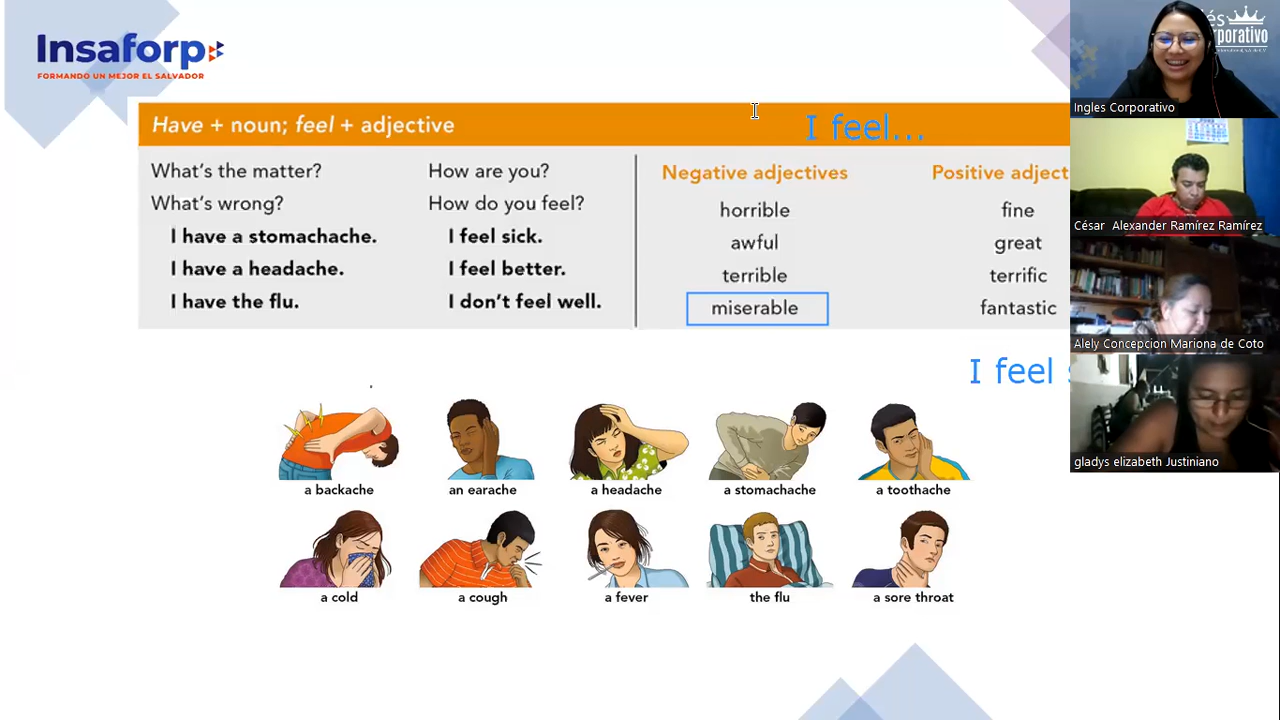 Insaforp
FORMANDO UN MEJOR EL SALVADOR
Have + noun; feel + adjective
I feel...
What's the matter?
What's wrong?
I have a stomachache.
I have a headache.
I have the flu.
How are you?
How do you feel?
I feel sick.
I feel better.
I don't feel well.
Negative adjectives
horrible
awful
terrible
miserable
Positive adject
fine
great
terrific
fantastic
I feel
a backache
an earache
a headache
a stomachache
a toothache
a cold
a cough
a fever
the flu
a sore throat
Ingles Corporativo
César Alexander Ramírez Ramírez
Alely Concepcion Mariona de Coto
gladys elizabeth Justiniano